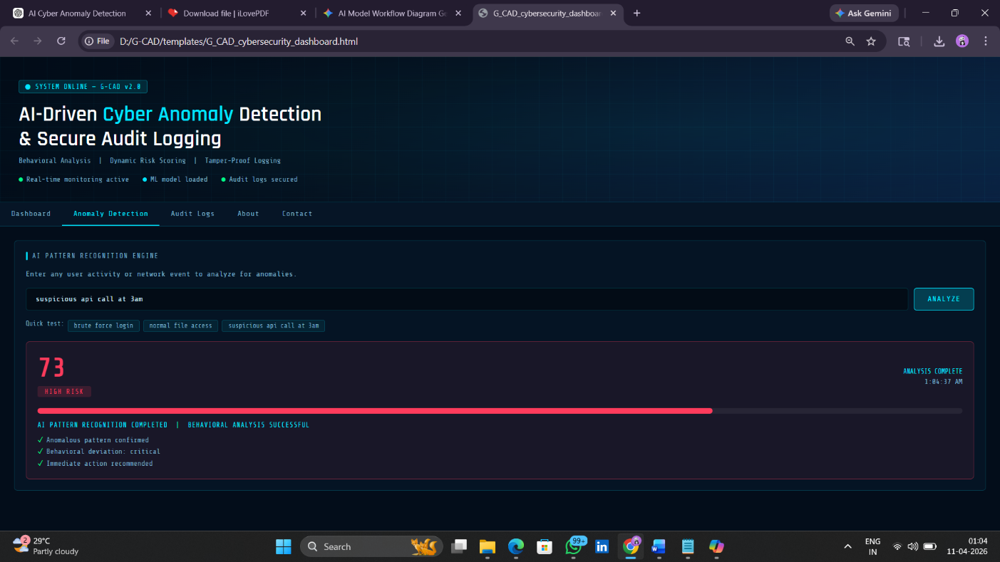 AI Cyber Anomaly Detection
Download file | iLovePDF
AI Model Workflow Diagram Ge
G_CAD_cybersecurity_dashboar
Ask Gemini
File
D:/G-CAD/templates/G_CAD_cybersecurity_dashboard.html
SYSTEM ONLINE — G-CAD v2.0
AI-Driven Cyber Anomaly Detection
& Secure Audit Logging
Behavioral Analysis | Dynamic Risk Scoring | Tamper-Proof Logging
Real-time monitoring active ML model loaded Audit logs secured
Dashboard Anomaly Detection Audit Logs About Contact
AI PATTERN RECOGNITION ENGINE
Enter any user activity or network event to analyze for anomalies.
suspicious api call at 3am
ANALYZE
Quick test: brute force login normal file access suspicious api call at 3am
73
HIGH RISK
ANALYSIS COMPLETE
1:04:37 AM
AI PATTERN RECOGNITION COMPLETED | BEHAVIORAL ANALYSIS SUCCESSFUL
✓ Anomalous pattern confirmed
✓ Behavioral deviation: critical
✓ Immediate action recommended
2
29°C
Partly cloudy
Search
99+
ENG
IN
01:04
11-04-2026